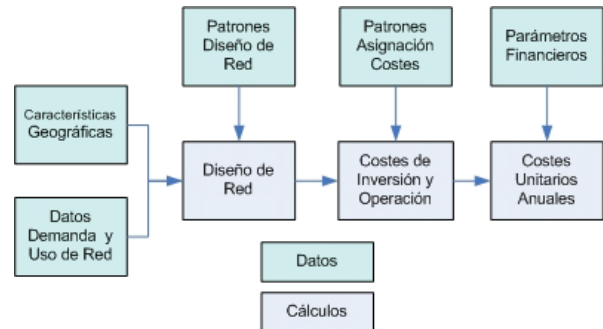 Patrones
Diseño de
Red
Patrones
Asignación
Costes
Parámetros
Financieros
Características
Geográficas
Diseño de
Red
Costes de
Inversión y
Operación
Costes
Unitarios
Anuales
Datos
Demanda y
Uso de Red
Datos
Cálculos